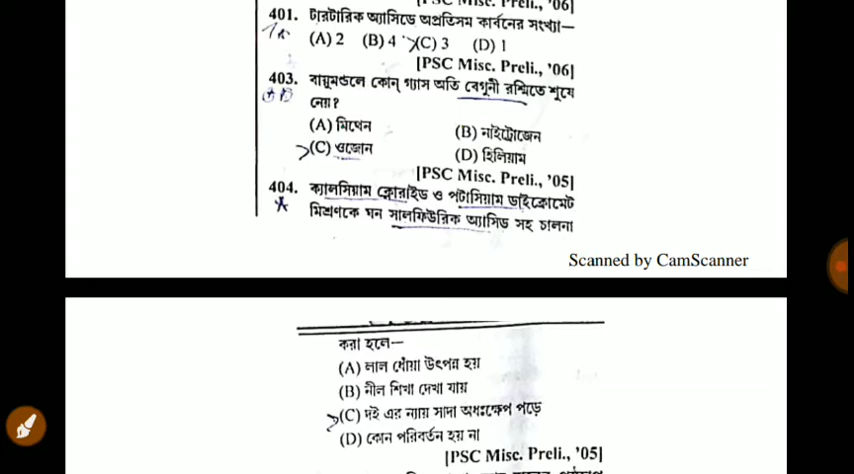 [PSC Misc. Preli., '06]
401. টারটারিক অ্যাসিডে অপ্রতিসম কার্বনের সংখ্যা—
(A) 2 (B) 4 (C) 3 (D) 1
[PSC Misc. Preli., '06]
403. বায়ুমণ্ডলে কোন্ গ্যাস অতি বেগুনী রশ্মিতে শুষে
নেয়?
(A) মিথেন (B) নাইট্রোজেন
(C) ওজোন (D) হিলিয়াম
[PSC Misc. Preli., '05]
404. ক্যালসিয়াম ক্লোরাইড ও পটাসিয়াম ডাইক্রোমেট
মিশ্রণকে ঘন সালফিউরিক অ্যাসিড সহ চালনা
Scanned by CamScanner
করা হলে—
(A) লাল ধোঁয়া উৎপন্ন হয়
(B) নীল শিখা দেখা যায়
(C) দই এর ন্যায় সাদা অধঃক্ষেপ পড়ে
(D) কোন পরিবর্তন হয় না
[PSC Misc. Preli., '05]